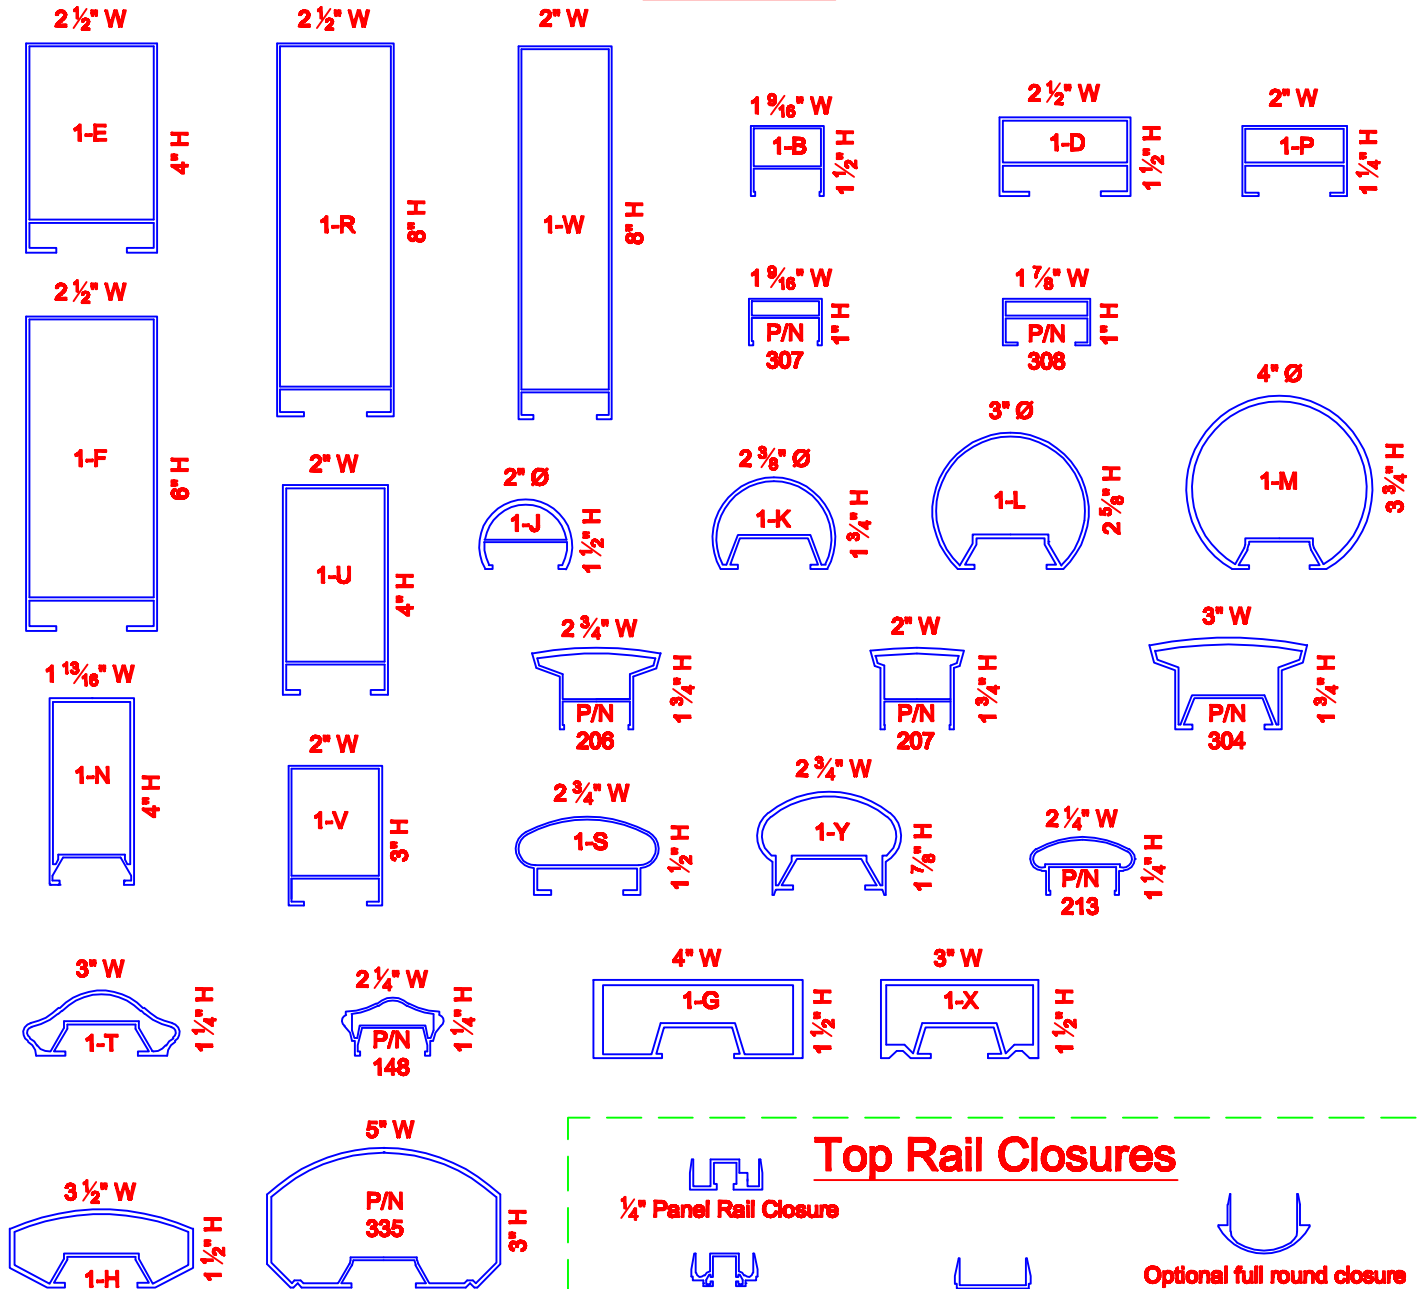 2 ½" W
1-E
4" H
2 ½" W
1-R
8" H
2" W
1-W
8" H
1 9/16" W
1-B
1 ½" H
2 ½" W
1-D
1 ½" H
2" W
1-P
1 ¼" H
2 ½" W
1-F
6" H
1 9/16" W
P/N
307
1" H
1 ⅞" W
P/N
308
1" H
2" W
1-U
4" H
2" Ø
1-J
1 ½" H
2 ⅜" Ø
1-K
1 ¾" H
3" Ø
1-L
2 ⅝" H
4" Ø
1-M
3 ¾" H
1 13/16" W
1-N
4" H
2" W
1-V
3" H
2 ¾" W
P/N
206
1 ¾" H
2" W
P/N
207
1 ¾" H
3" W
P/N
304
1 ¾" H
2 ¾" W
1-S
1 ½" H
2 ¾" W
1-Y
1 ⅞" H
2 ¼" W
P/N
213
1 ¼" H
3" W
1-T
1 ¼" H
2 ¼" W
P/N
148
1 ¼" H
4" W
1-G
1 ½" H
3" W
1-X
1 ½" H
3 ½" W
1-H
1 ½" H
5" W
P/N
335
3" H
Top Rail Closures
¼" Panel Rail Closure
Optional full round closure